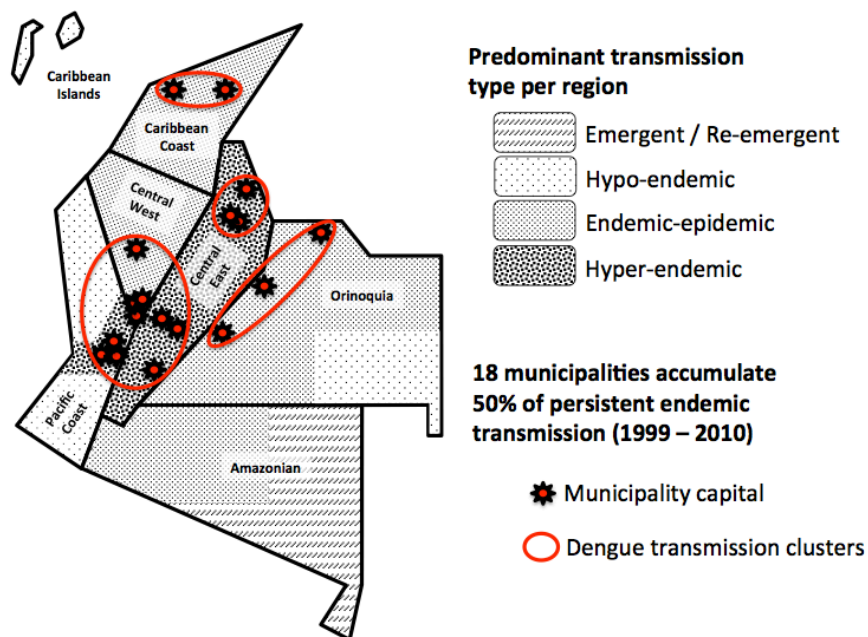 Caribbean
Islands
Caribbean
Coast
Central
West
Central
East
Orinoquia
Pacific
Coast
Amazonian
Predominant transmission
type per region
Emergent / Re-emergent
Hypo-endemic
Endemic-epidemic
Hyper-endemic
18 municipalities accumulate
50% of persistent endemic
transmission (1999 – 2010)
Municipality capital
Dengue transmission clusters